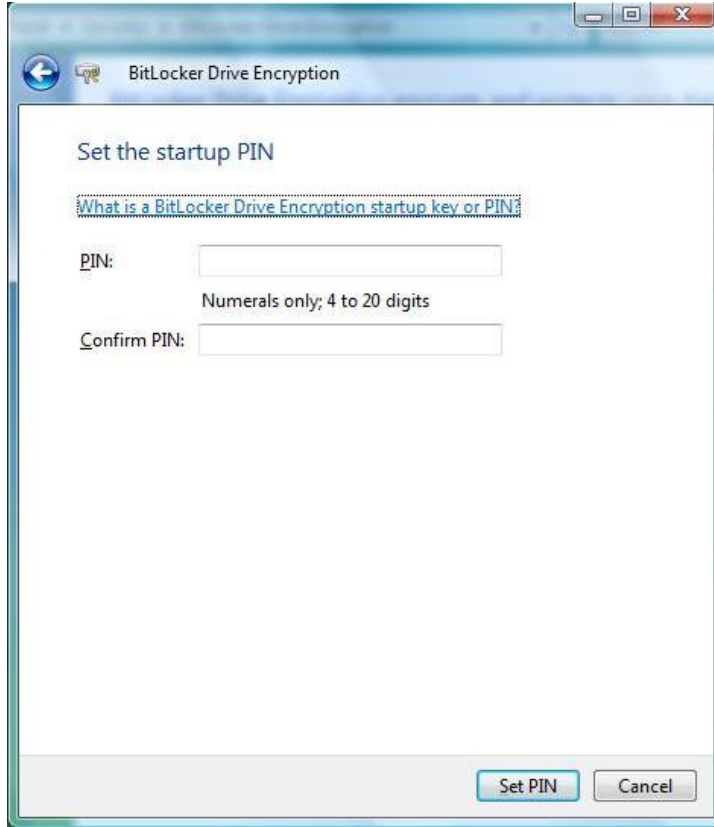 BitLocker Drive Encryption
Set the startup PIN
What is a BitLocker Drive Encryption startup key or PIN?
PIN:
Numerals only; 4 to 20 digits
Confirm PIN:
Set PIN
Cancel